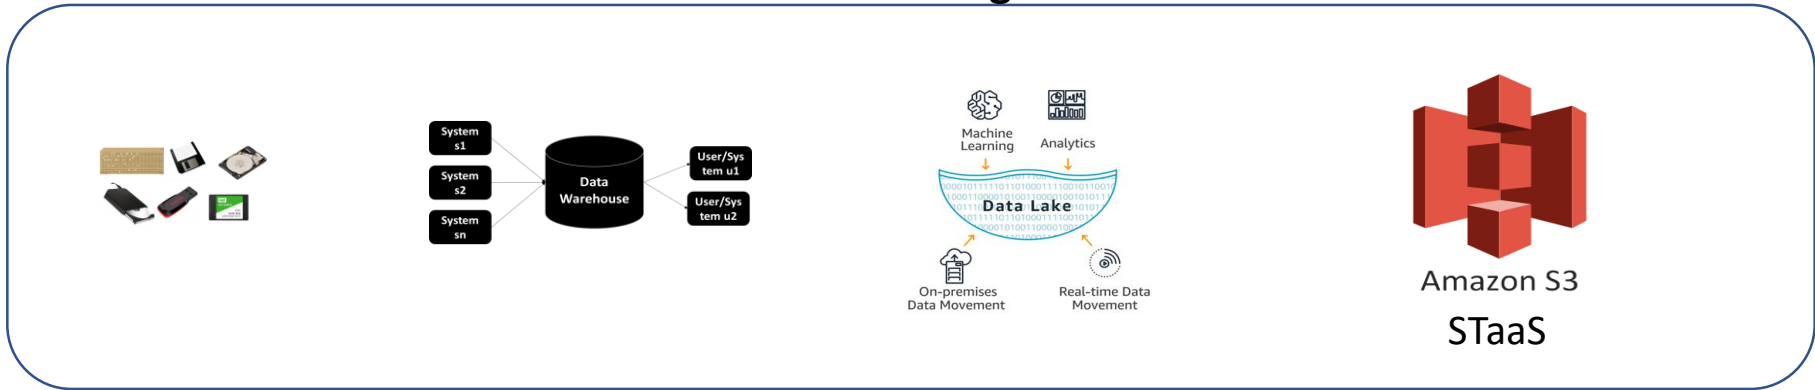 System
s1
System
s2
System
sn
Data
Warehouse
User/Sys
tem u1
User/Sys
tem u2
Machine
Learning
Analytics
Data Lake
On-premises
Data Movement
Real-time Data
Movement
Amazon S3
STaaS